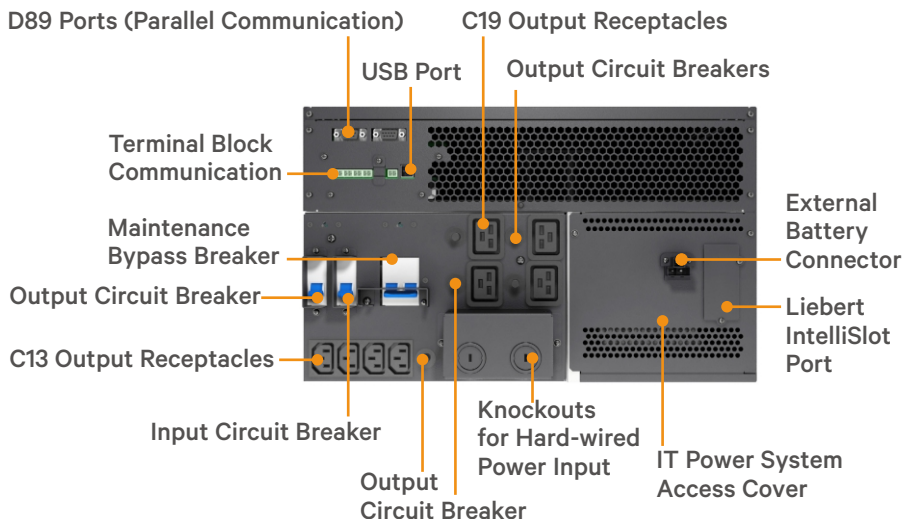 D89 Ports (Parallel Communication)
C19 Output Receptacles
USB Port
Output Circuit Breakers
Terminal Block
Communication
External
Battery
Connector
Maintenance
Bypass Breaker
Output Circuit Breaker
Liebert
IntelliSlot
Port
C13 Output Receptacles
Input Circuit Breaker
Knockouts
for Hard-wired
Power Input
IT Power System
Access Cover
Output
Circuit Breaker